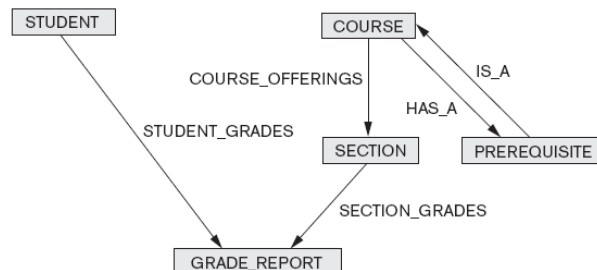 STUDENT
COURSE
COURSE_OFFERINGS
IS_A
HAS_A
STUDENT_GRADES
SECTION
PREREQUISITE
SECTION_GRADES
GRADE_REPORT